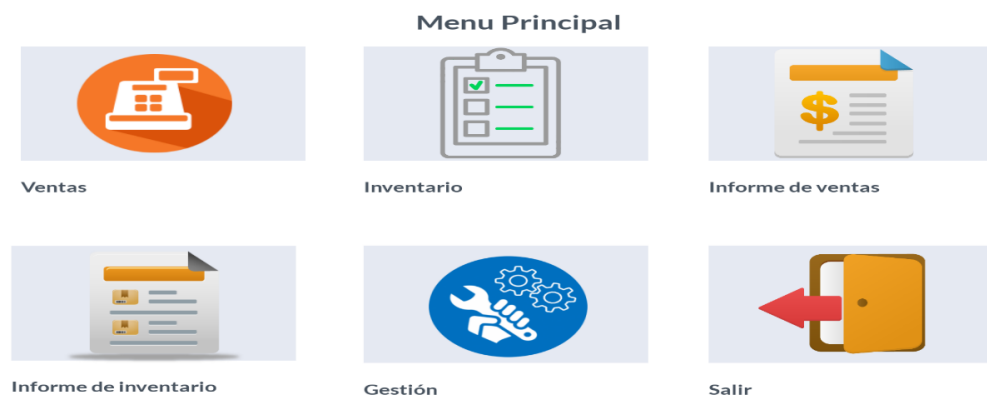 Menu Principal
Ventas
Inventario
Informe de ventas
Informe de inventario
Gestión
Salir